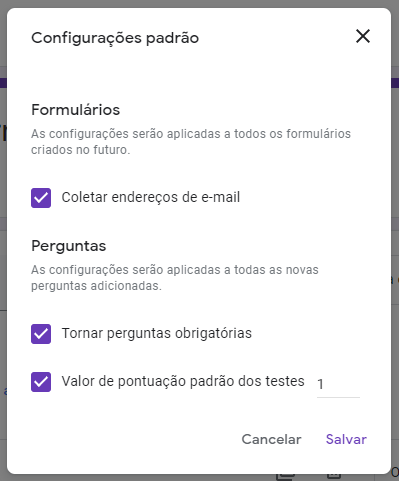 Configurações padrão
Formulários
As configurações serão aplicadas a todos os formulários
criados no futuro.
Coletar endereços de e-mail
Perguntas
As configurações serão aplicadas a todas as novas
perguntas adicionadas.
Tornar perguntas obrigatórias
Valor de pontuação padrão dos testes 1
Cancelar Salvar